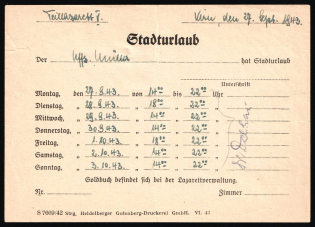 Teillazarett V. Wien, den 27. Sept. 1943.
Stadturlaub
Der Uffz. hat Stadturlaub
Unterschrift
Montag, den 27.9.43. von 14°° bis 22°° Uhr
Dienstag, „ 28.9.43. „ 18°° „ 22°° „
Mittwoch, „ 29.9.43. „ 14°° „ 22°° „
Donnerstag, „ 30.9.43. „ 18°° „ 22°° „
Freitag, „ 1.10.43. „ 18°° „ 22°° „
Samstag, „ 2.10.43. „ 14°° „ 22°° „
Sonntag, „ 3.10.43. „ 14°° „ 22°° „
Soldbuch befindet sich bei der Lazarettverwaltung.
Nr. Zimmer
S 7669/42 Stzg. Heidelberger Gutenberg-Druckerei GmbH. VI. 42